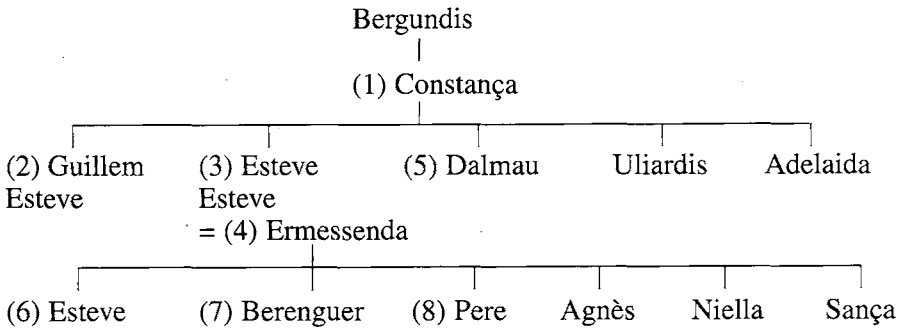 Bergundis
(1) Constança
(2) Guillem (3) Esteve (5) Dalmau Uliardis Adelaida
Esteve Esteve
= (4) Ermessenda
(6) Esteve (7) Berenguer (8) Pere Agnès Niella Sança